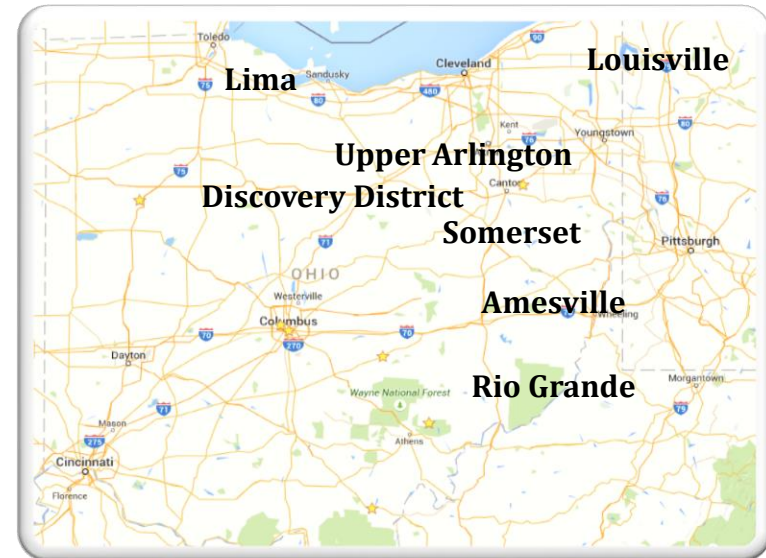 Toledo
90
Cleveland
Louisville
Lima
Sandusky
75
80
480
Kent
76
80
Youngstown
Upper Arlington
75
Canton
Discovery District
76
Somerset
71
Pittsburgh
OHIO
Westerville
Amesville
Columbus
70
70
Wheeling
270
Dayton
Rio Grande
Morgantown
Wayne National Forest
71
79
Mason
275
Athens
Cincinnati
Florence